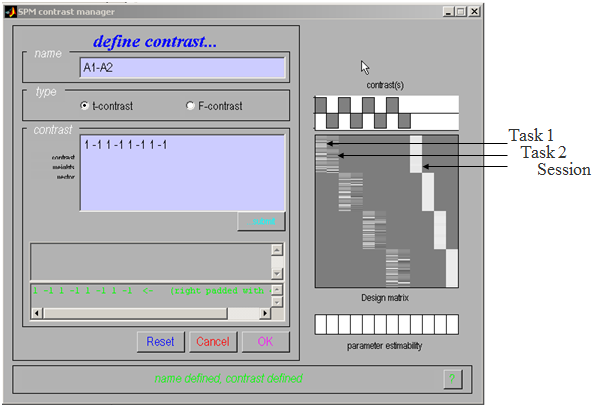 SPM contrast manager
define contrast...
name
A1-A2
type
t-contrast
F-contrast
contrast
1 -1 1 -1 1 -1 1 -1
contrast
weights
vector
1 -1 1 -1 1 -1 1 -1 <- (right padded with
Reset
Cancel
OK
name defined, contrast defined
?
contrast(s)
Task 1
Task 2
Session
Design matrix
parameter estimability